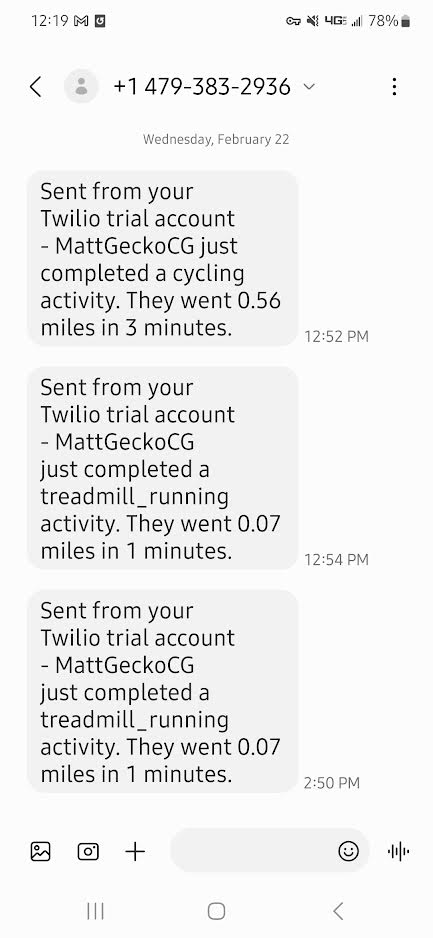 12:19 4GE 78%
+1 479-383-2936
Wednesday, February 22
Sent from your
Twilio trial account
- MattGeckoCG just
completed a cycling
activity. They went 0.56
miles in 3 minutes.
12:52 PM
Sent from your
Twilio trial account
- MattGeckoCG
just completed a
treadmill_running
activity. They went 0.07
miles in 1 minutes.
12:54 PM
Sent from your
Twilio trial account
- MattGeckoCG
just completed a
treadmill_running
activity. They went 0.07
miles in 1 minutes.
2:50 PM